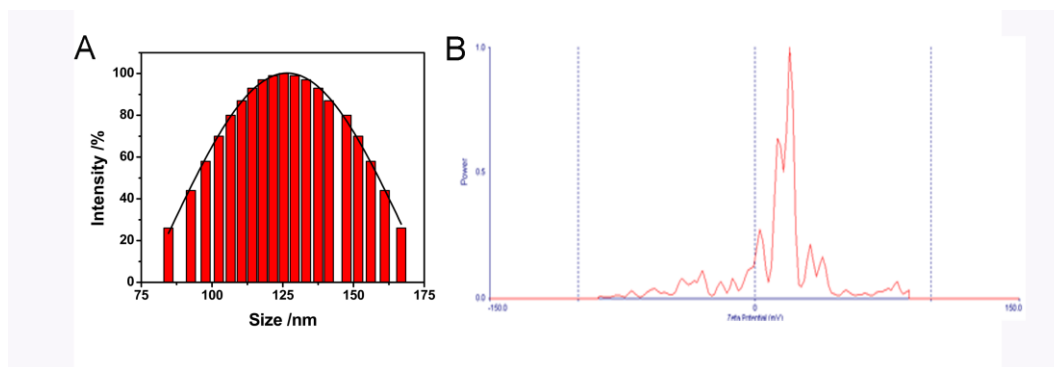 A
Intensity /%
100
80
60
40
20
0
75 100 125 150 175
Size /nm
B
Power
1.0
0.5
0.0
-150.0 0 150.0
Zeta Potential (mV)